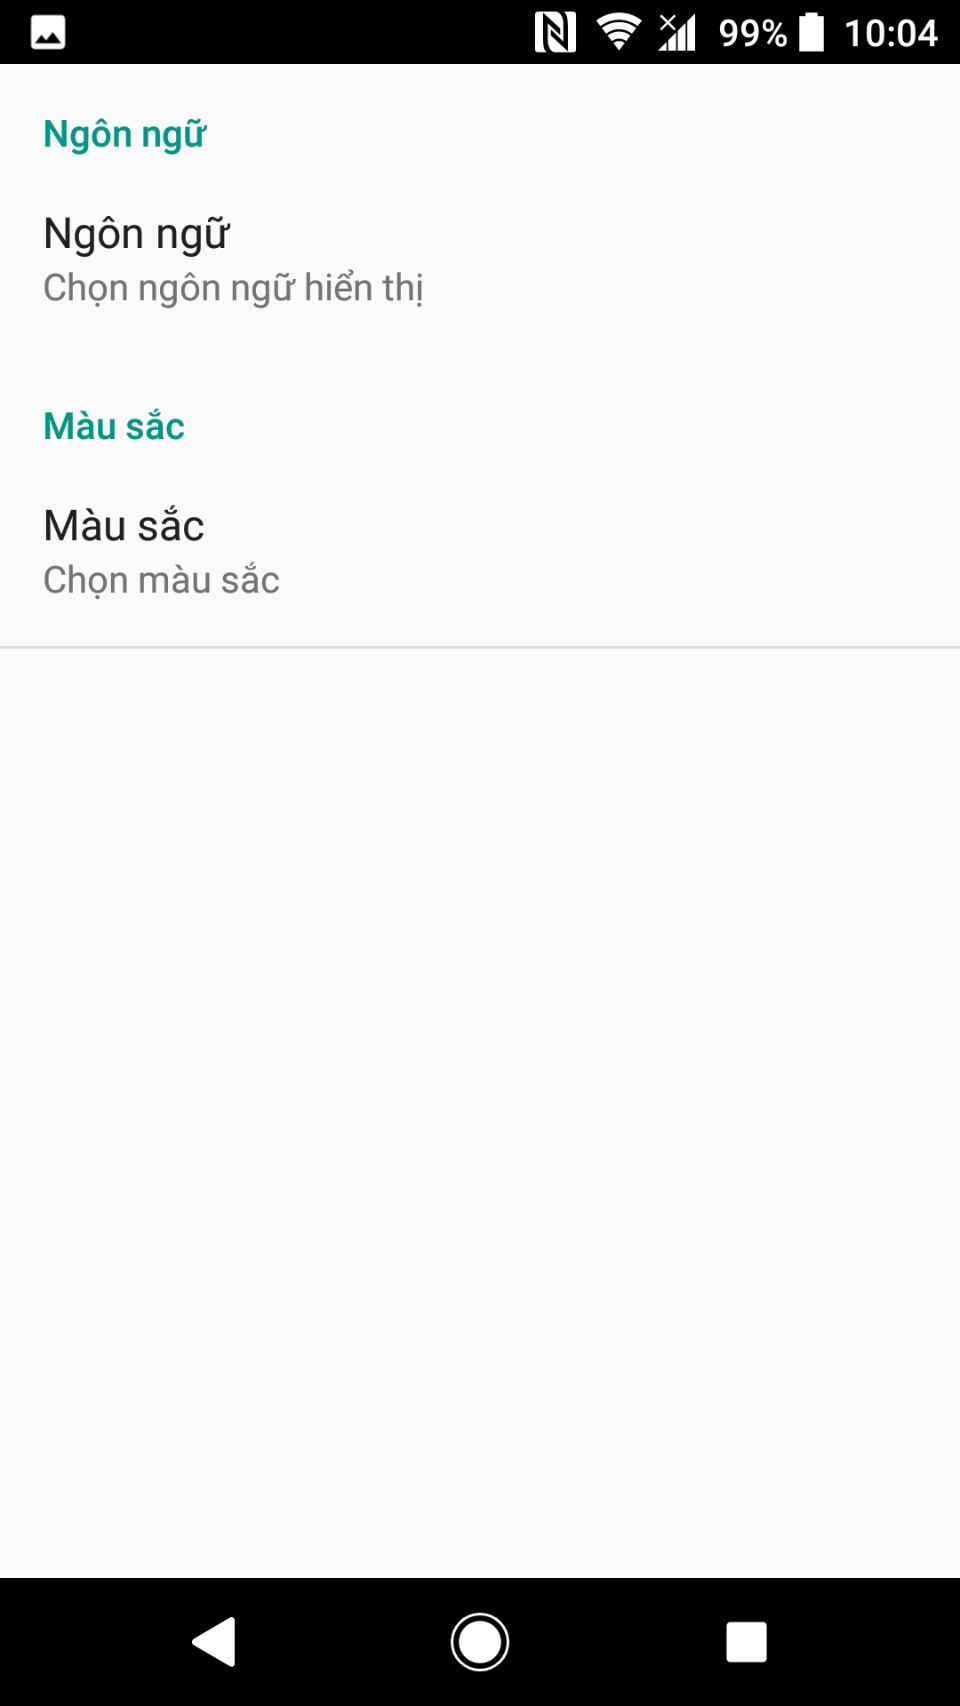 99% 10:04
Ngôn ngữ
Ngôn ngữ
Chọn ngôn ngữ hiển thị
Màu sắc
Màu sắc
Chọn màu sắc